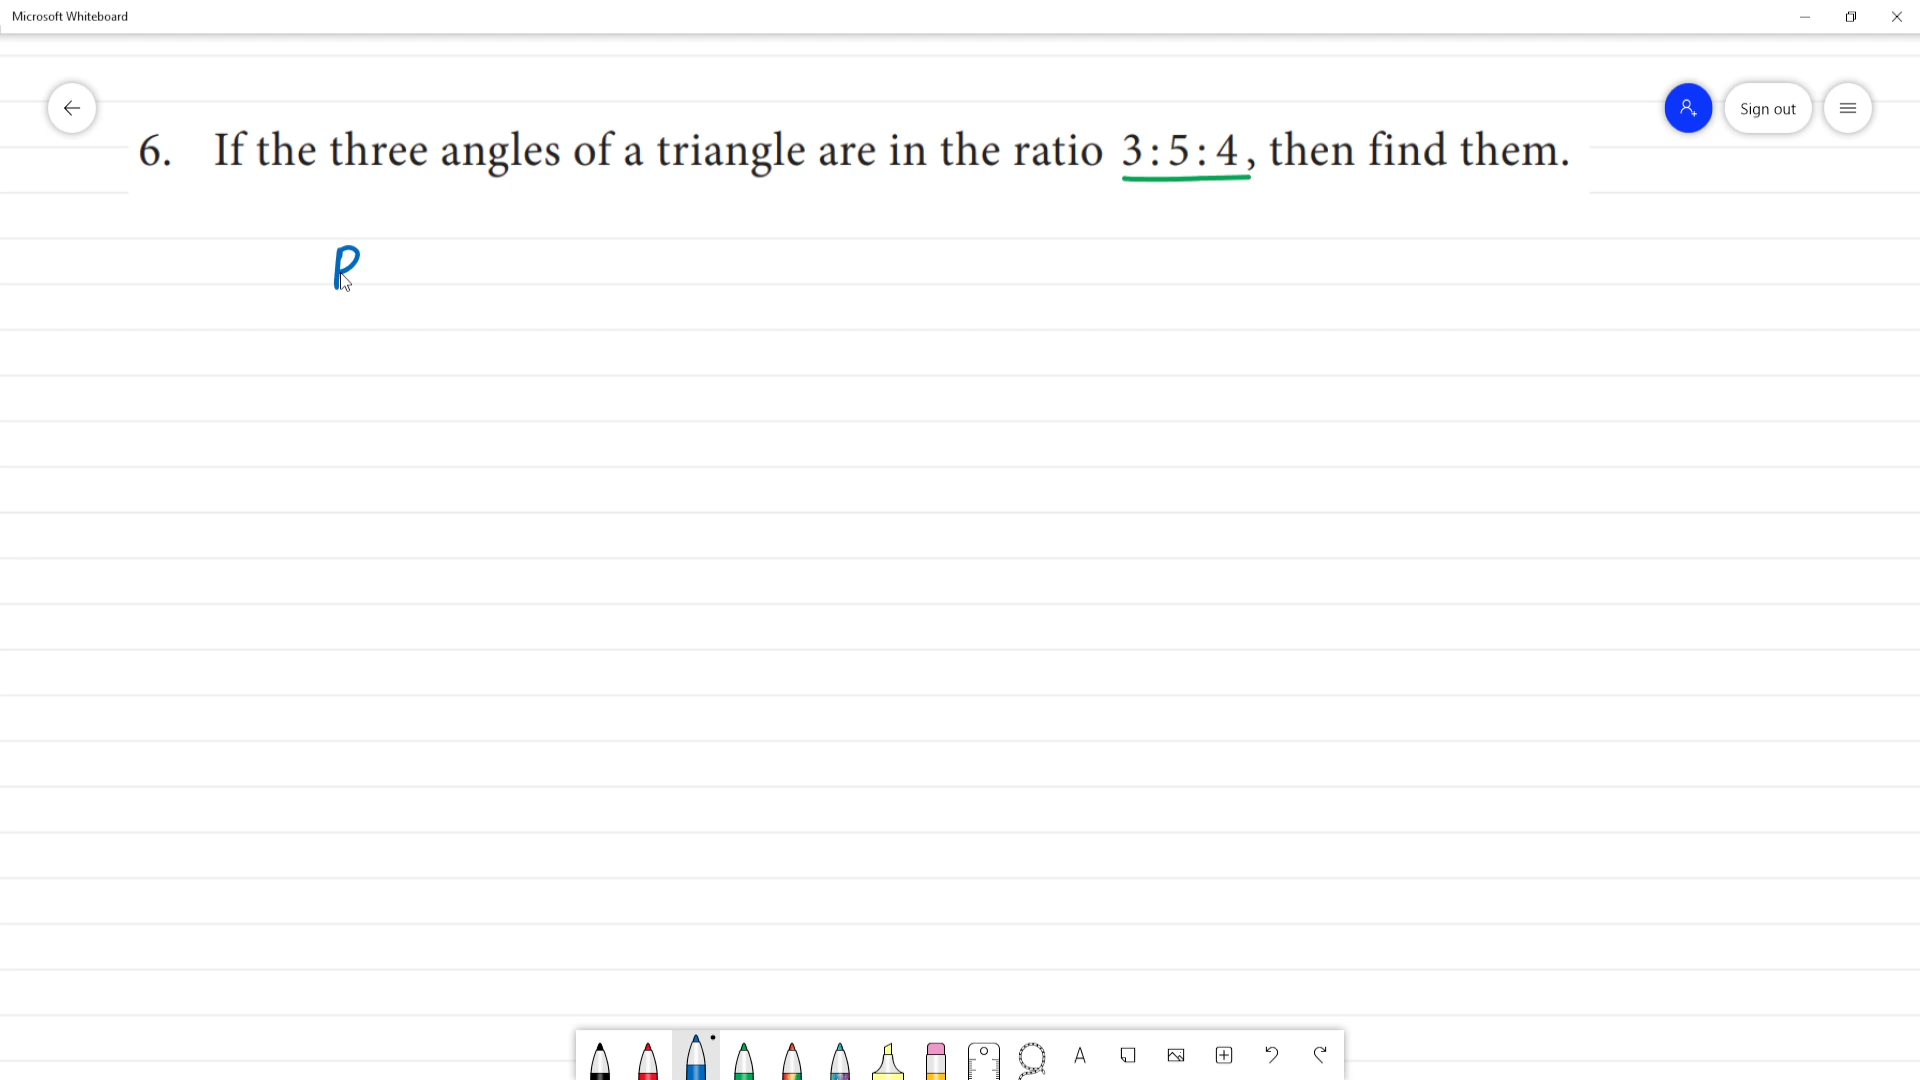 Microsoft Whiteboard
Sign out
6. If the three angles of a triangle are in the ratio 3:5:4, then find them.
P
A